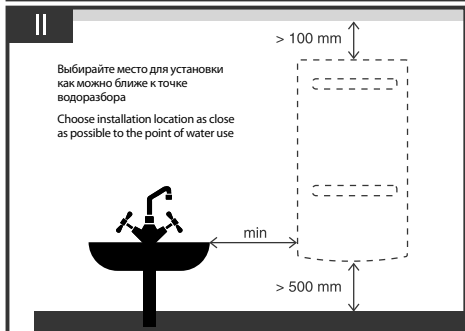 II
> 100 mm
Выбирайте место для установки
как можно ближе к точке
водоразбора
Choose installation location as close
as possible to the point of water use
min
> 500 mm